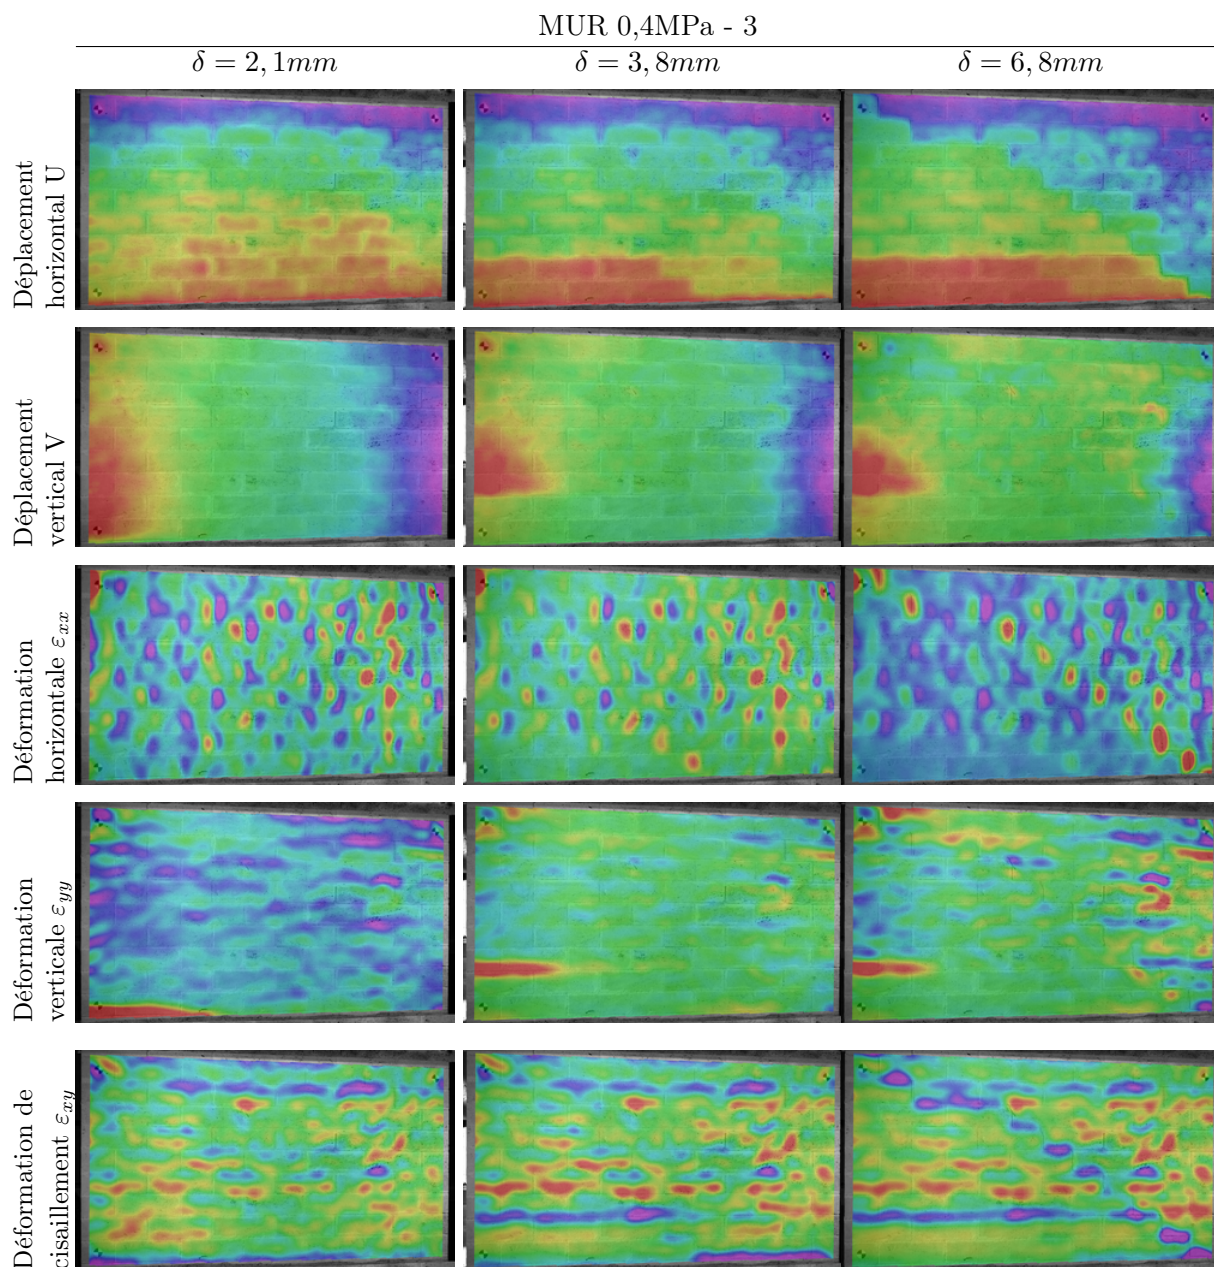 MUR 0,4MPa - 3
δ = 2, 1mm
δ = 3, 8mm
δ = 6, 8mm
Déplacement
horizontal U
Déplacement
vertical V
Déformation
horizontale εxx
Déformation
verticale εyy
Déformation de
cisaillement εxy